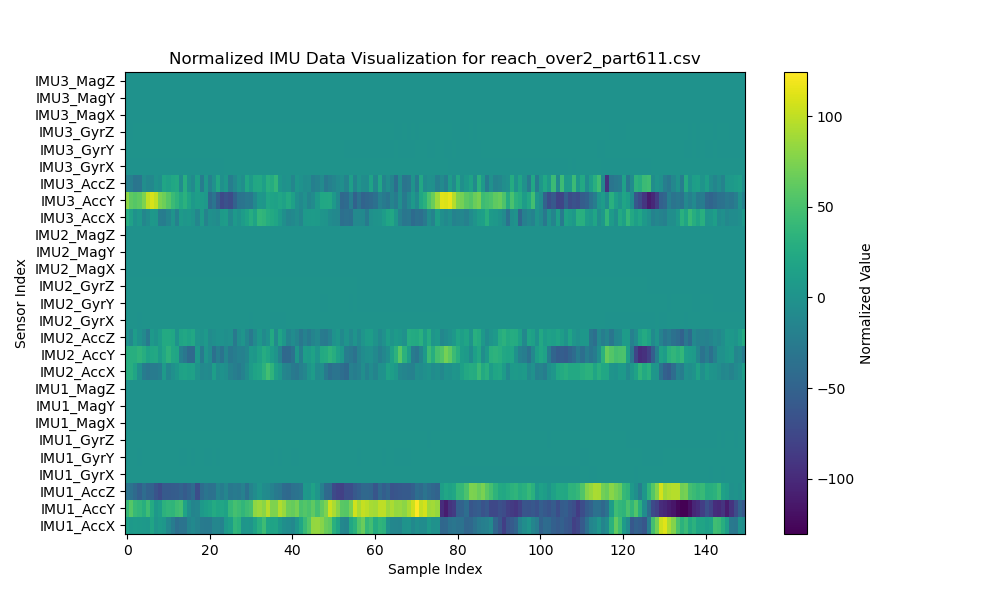 Normalized IMU Data Visualization for reach_over2_part611.csv
IMU3_MagZ
IMU3_MagY
IMU3_MagX
IMU3_GyrZ
IMU3_GyrY
IMU3_GyrX
IMU3_AccZ
IMU3_AccY
IMU3_AccX
IMU2_MagZ
IMU2_MagY
IMU2_MagX
IMU2_GyrZ
IMU2_GyrY
IMU2_GyrX
IMU2_AccZ
IMU2_AccY
IMU2_AccX
IMU1_MagZ
IMU1_MagY
IMU1_MagX
IMU1_GyrZ
IMU1_GyrY
IMU1_GyrX
IMU1_AccZ
IMU1_AccY
IMU1_AccX
Sensor Index
0 20 40 60 80 100 120 140
Sample Index
100
50
0
−50
−100
Normalized Value